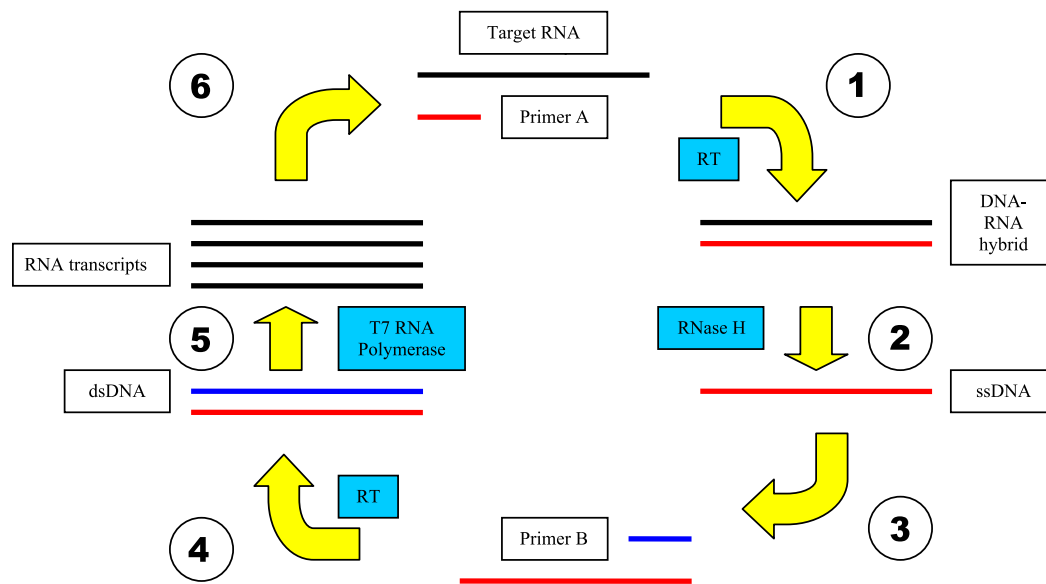 Target RNA
6
1
Primer A
RT
DNA-
RNA
hybrid
RNA transcripts
5
T7 RNA
Polymerase
RNase H
2
dsDNA
ssDNA
RT
4
Primer B
3